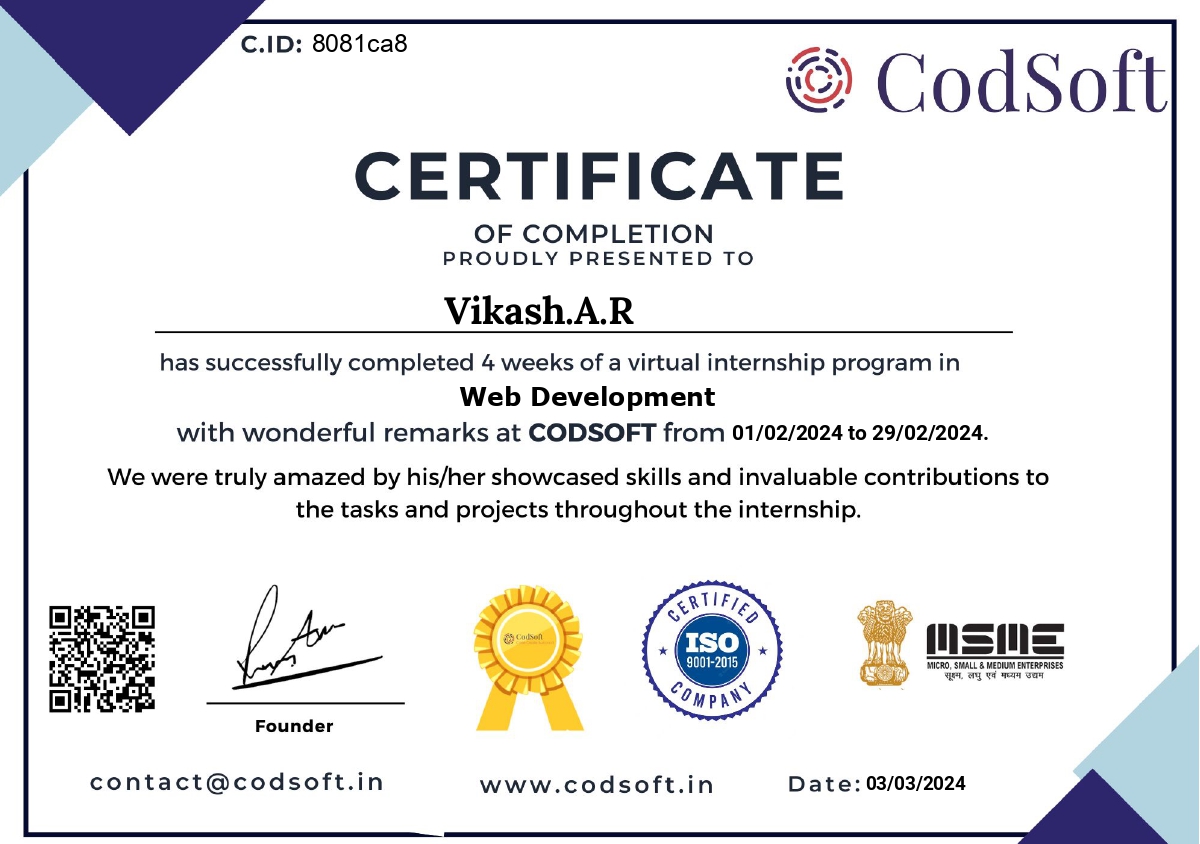 C.ID: 8081ca8
CodSoft
CERTIFICATE
OF COMPLETION
PROUDLY PRESENTED TO
Vikash.A.R
has successfully completed 4 weeks of a virtual internship program in
Web Development
with wonderful remarks at CODSOFT from 01/02/2024 to 29/02/2024.
We were truly amazed by his/her showcased skills and invaluable contributions to
the tasks and projects throughout the internship.
Founder
CodSoft
CERTIFIED
ISO
9001-2015
COMPANY
MSME
MICRO, SMALL & MEDIUM ENTERPRISES
सूक्ष्म, लघु एवं मध्यम उद्यम
contact@codsoft.in
www.codsoft.in
Date: 03/03/2024